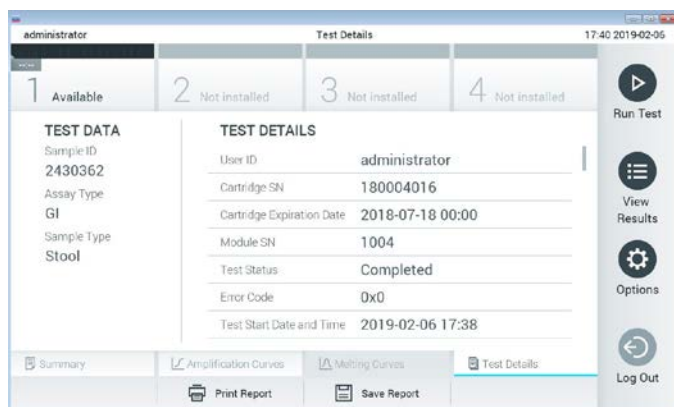 administrator Test Details 17:40 2019-02-06
1 Available 2 Not installed 3 Not installed 4 Not installed
Run Test
TEST DATA
Sample ID
2430362
Assay Type
GI
Sample Type
Stool
TEST DETAILS
User ID administrator
Cartridge SN 180004016
Cartridge Expiration Date 2018-07-18 00:00
Module SN 1004
Test Status Completed
Error Code 0x0
Test Start Date and Time 2019-02-06 17:38
View
Results
Options
Log Out
Summary Amplification Curves Melting Curves Test Details
Print Report Save Report